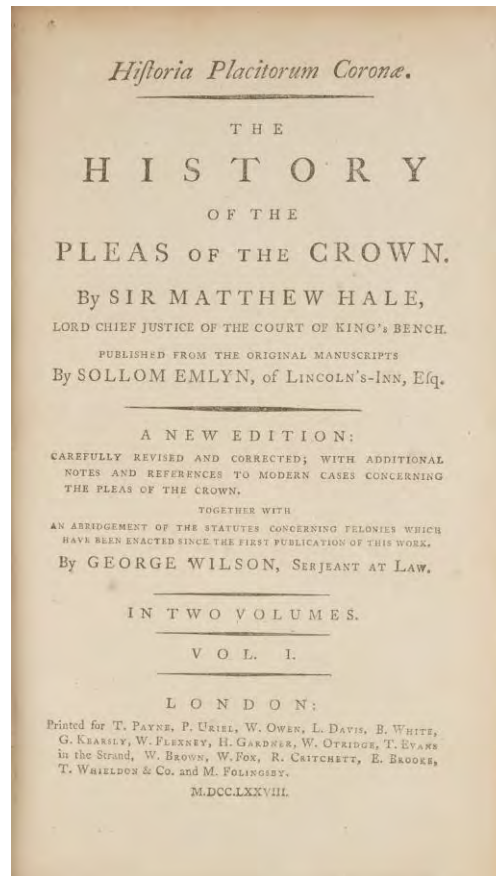 Hiſtoria Placitorum Coronæ.
THE
HISTORY
OF THE
PLEAS OF THE CROWN.
By SIR MATTHEW HALE,
LORD CHIEF JUSTICE OF THE COURT OF KING's BENCH.
PUBLISHED FROM THE ORIGINAL MANUSCRIPTS
By SOLLOM EMLYN, of LINCOLN'S-INN, Eſq.
A NEW EDITION:
CAREFULLY REVISED AND CORRECTED; WITH ADDITIONAL
NOTES AND REFERENCES TO MODERN CASES CONCERNING
THE PLEAS OF THE CROWN.
TOGETHER WITH
AN ABRIDGEMENT OF THE STATUTES CONCERNING FELONIES WHICH
HAVE BEEN ENACTED SINCE THE FIRST PUBLICATION OF THIS WORK.
By GEORGE WILSON, SERJEANT AT LAW.
IN TWO VOLUMES.
VOL. I.
LONDON:
Printed for T. PAYNE, P. URIEL, W. OWEN, L. DAVIS, B. WHITE,
G. KEARSLY, W. FLEXNEY, H. GARDNER, W. OTRIDGE, T. EVANS
in the Strand, W. BROWN, W. FOX, R. CRITCHETT, E. BROOKE,
T. WHIELDON & Co. and M. FOLINGSBY.
M.DCC.LXXVIII.